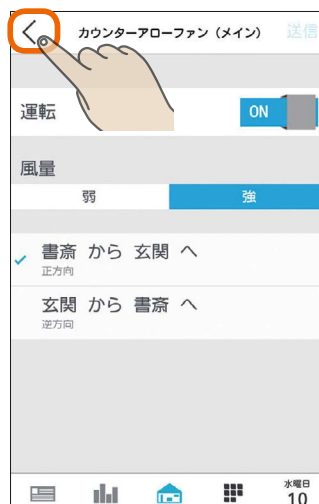 カウンターアローファン（メイン） 送信
運転 ON
風量
弱 強
書斎 から 玄関 へ
正方向
玄関 から 書斎 へ
逆方向
水曜日
10